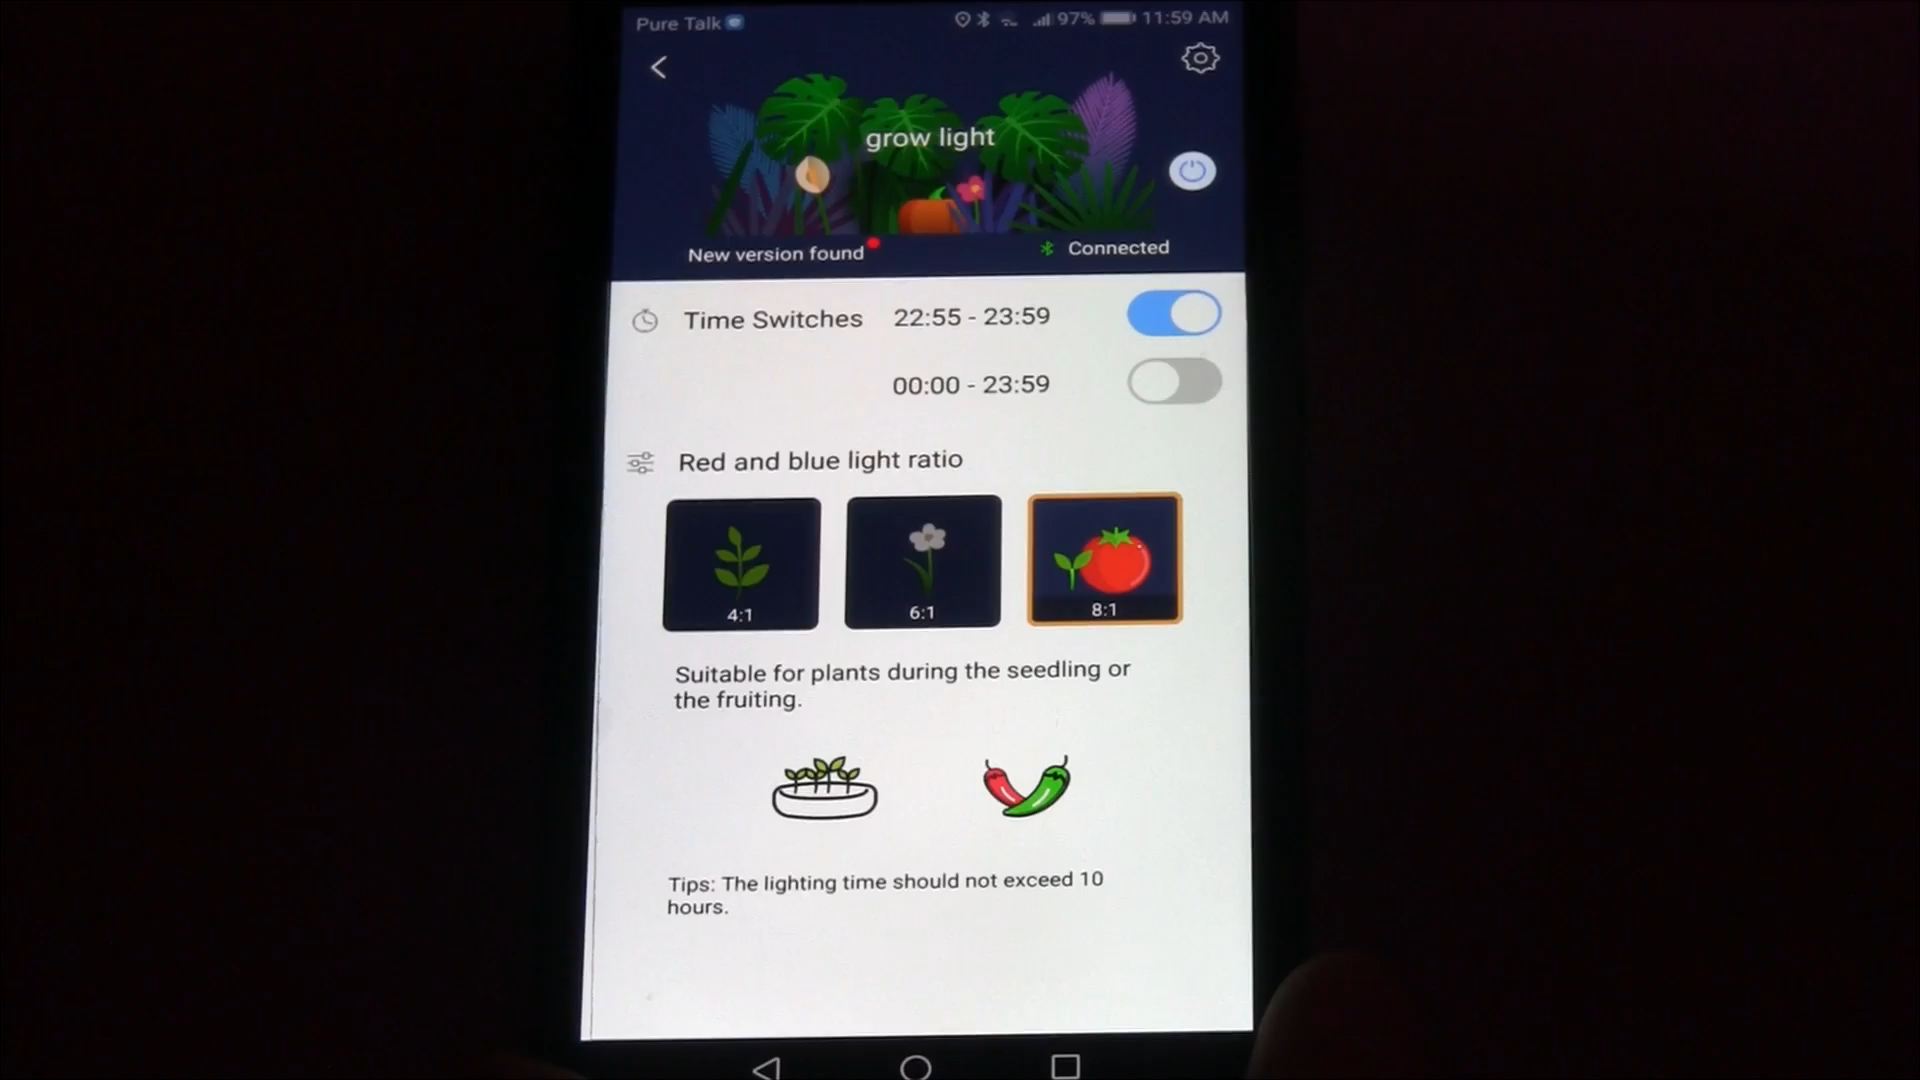 Pure Talk
97%
11:59 AM
grow light
New version found
Connected
Time Switches 22:55 - 23:59
00:00 - 23:59
Red and blue light ratio
4:1
6:1
8:1
Suitable for plants during the seedling or
the fruiting.
Tips: The lighting time should not exceed 10
hours.